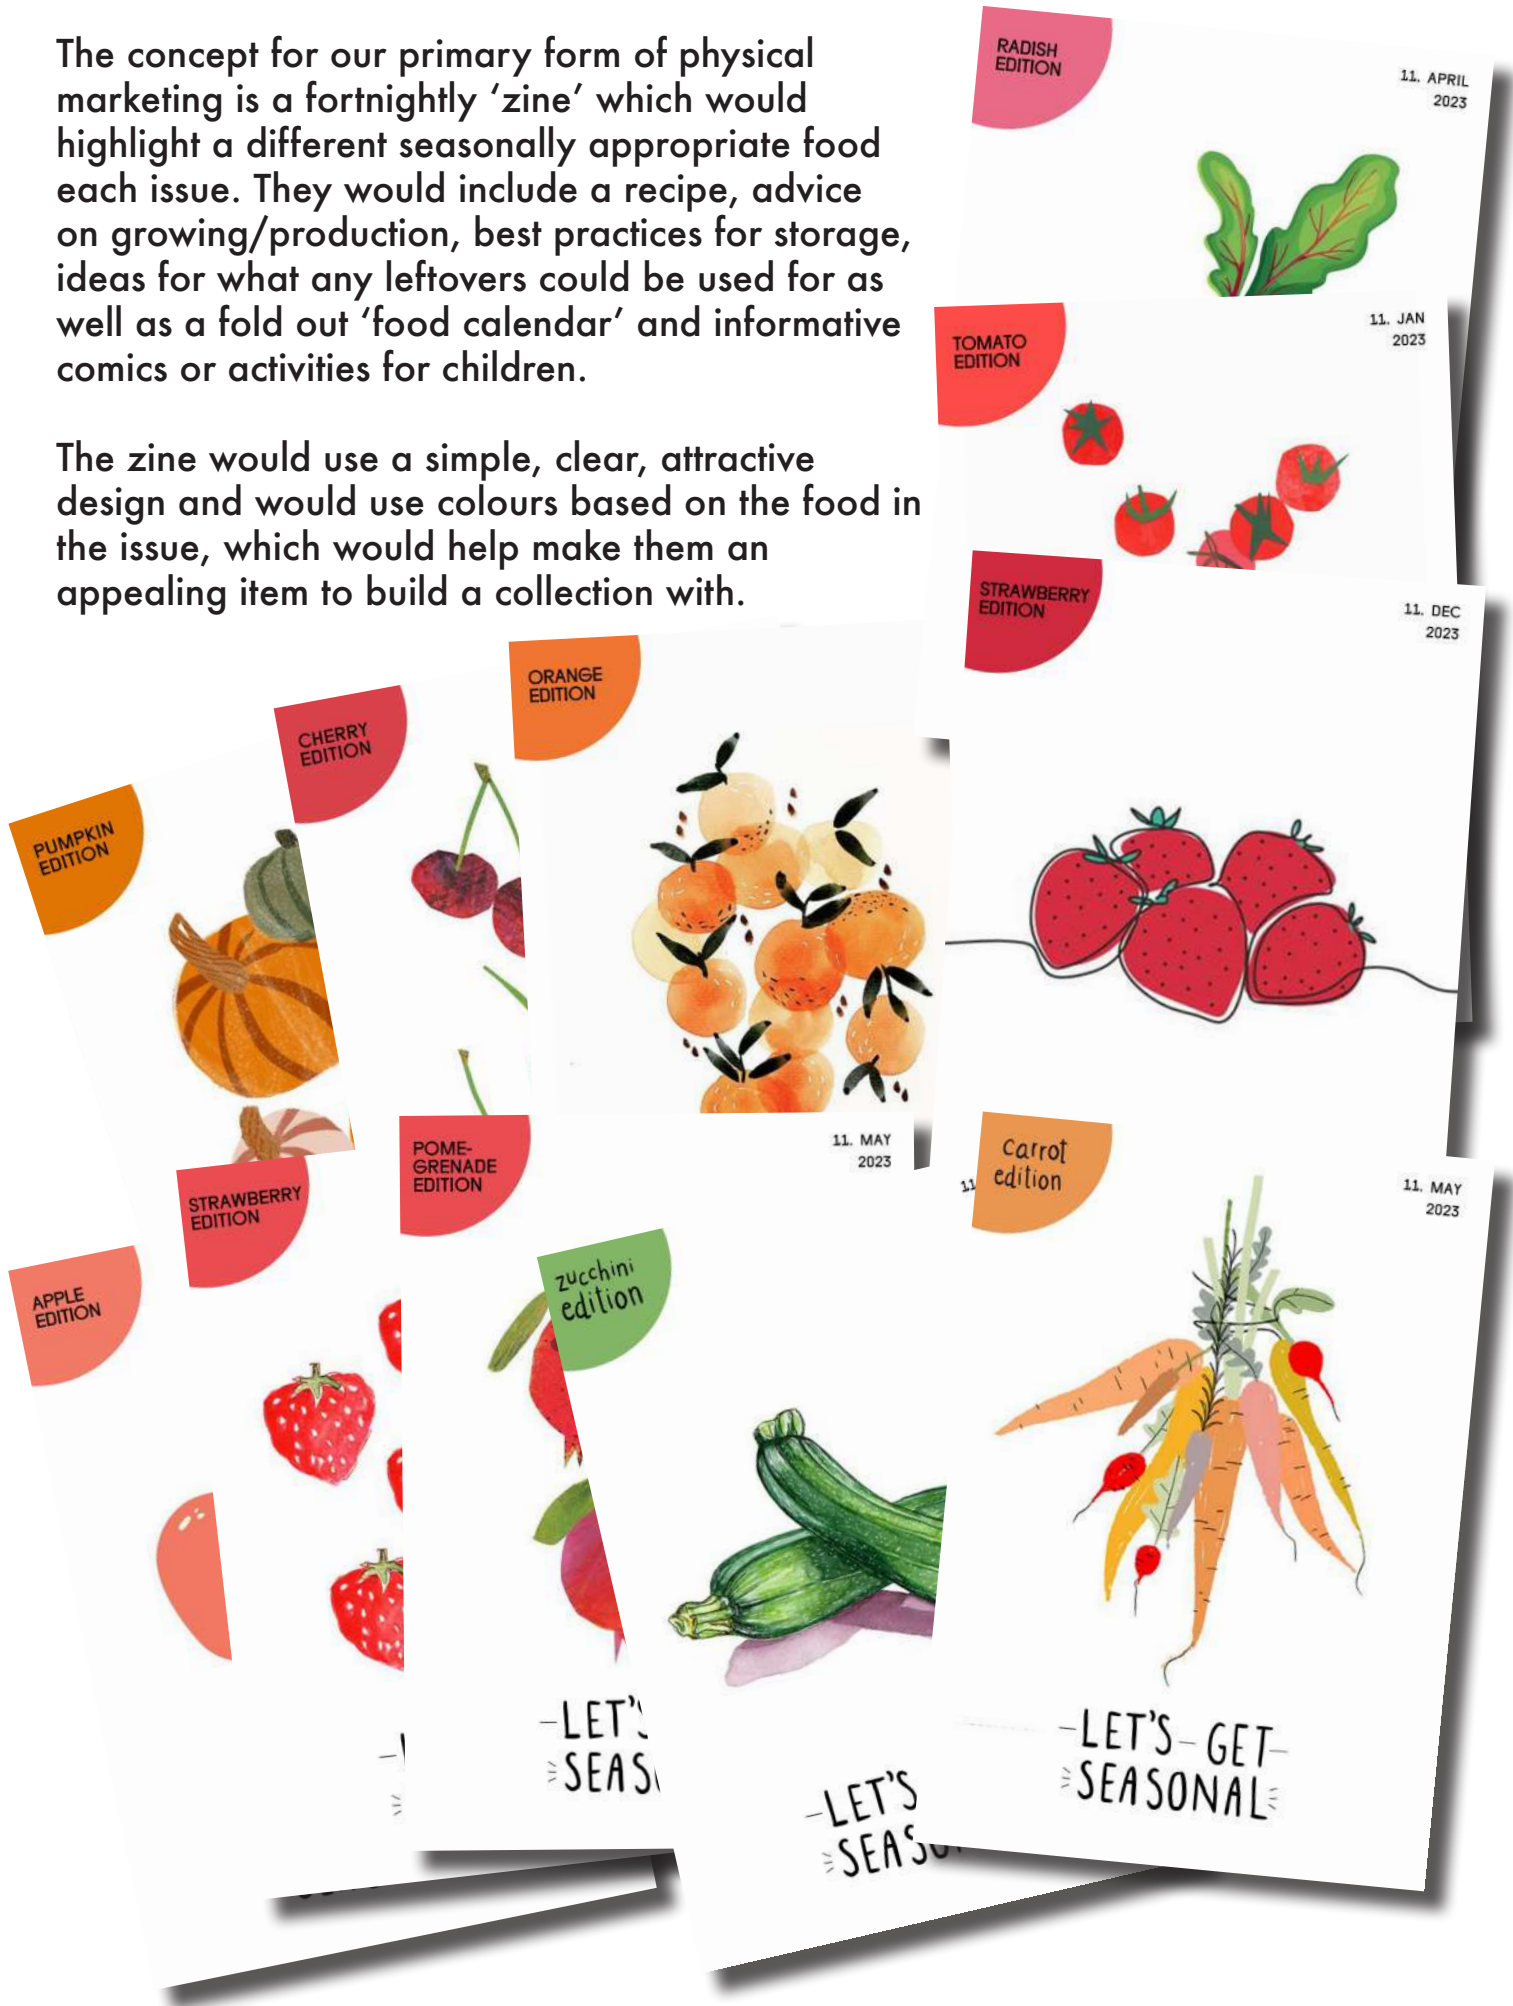 The concept for our primary form of physical
marketing is a fortnightly ‘zine’ which would
highlight a different seasonally appropriate food
each issue. They would include a recipe, advice
on growing/production, best practices for storage,
ideas for what any leftovers could be used for as
well as a fold out ‘food calendar’ and informative
comics or activities for children.
The zine would use a simple, clear, attractive
design and would use colours based on the food in
the issue, which would help make them an
appealing item to build a collection with.
RADISH
EDITION
11. APRIL
2023
TOMATO
EDITION
11. JAN
2023
STRAWBERRY
EDITION
11. DEC
2023
ORANGE
EDITION
CHERRY
EDITION
PUMPKIN
EDITION
POME-
GRENADE
EDITION
11. MAY
2023
11
carrot
edition
11. MAY
2023
STRAWBERRY
EDITION
APPLE
EDITION
zucchini
edition
LET'S
SEAS
LET'S
SEASO
LET'S GET
SEASONAL